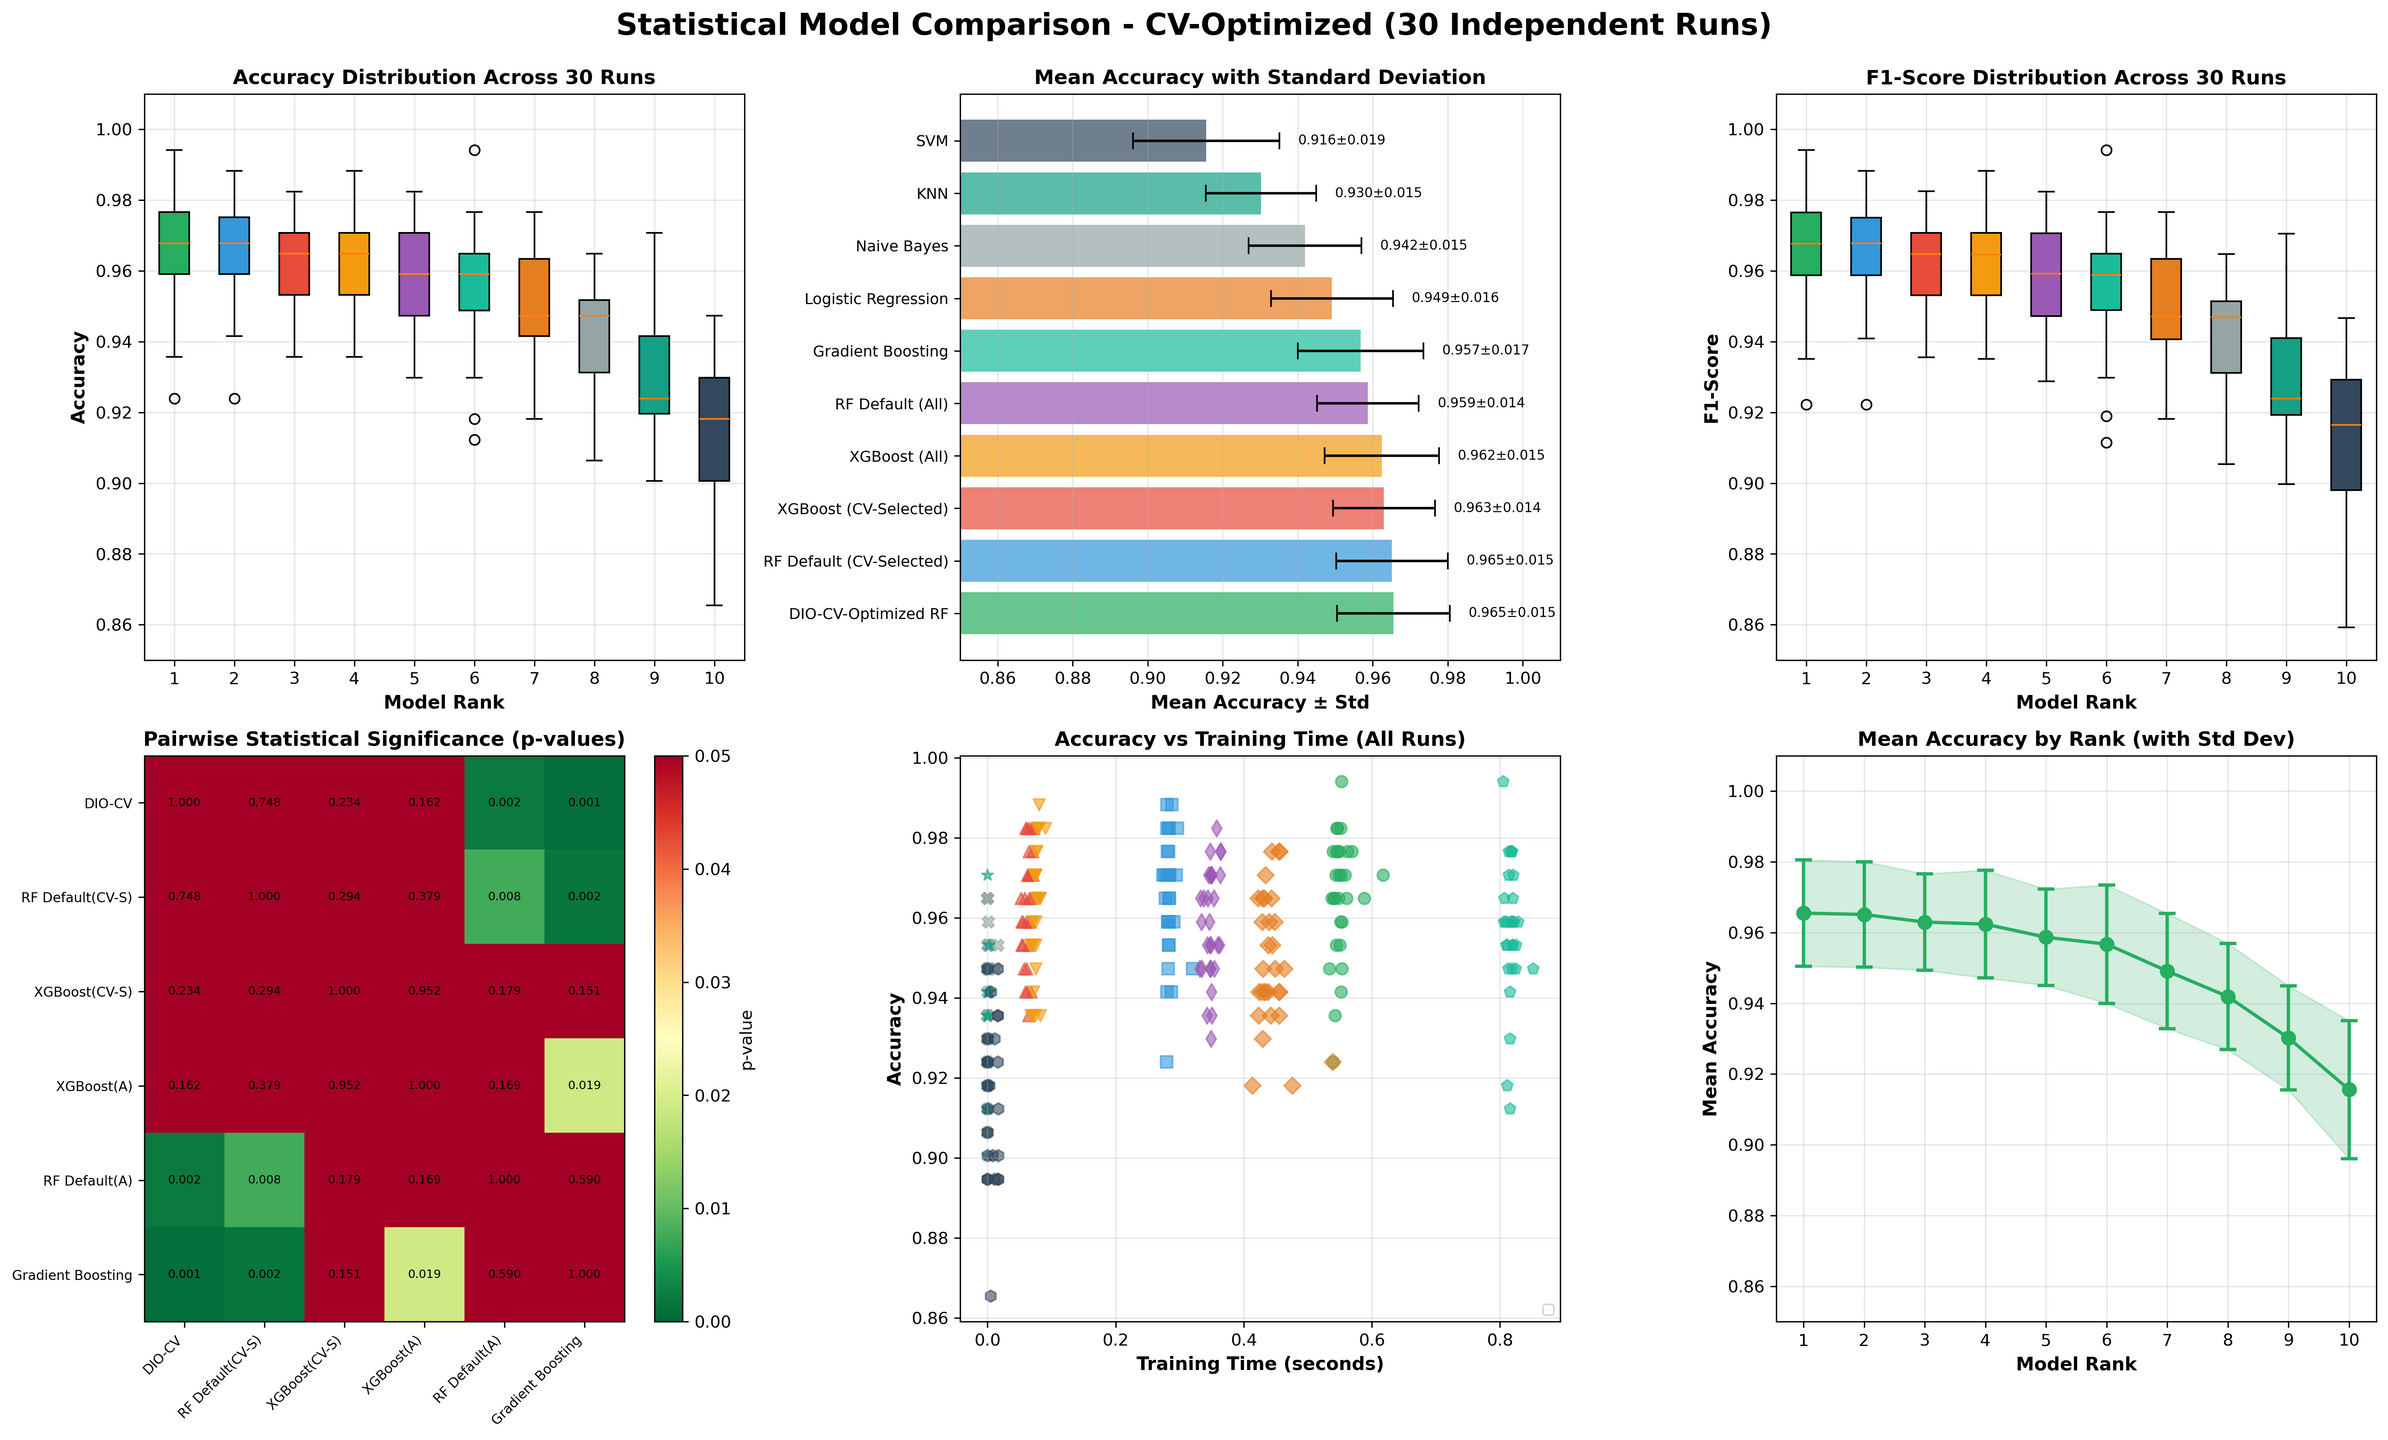 Statistical Model Comparison - CV-Optimized (30 Independent Runs)
Accuracy Distribution Across 30 Runs
Accuracy
1.00
0.98
0.96
0.94
0.92
0.90
0.88
0.86
1 2 3 4 5 6 7 8 9 10
Model Rank
Mean Accuracy with Standard Deviation
SVM 0.916±0.019
KNN 0.930±0.015
Naive Bayes 0.942±0.015
Logistic Regression 0.949±0.016
Gradient Boosting 0.957±0.017
RF Default (All) 0.959±0.014
XGBoost (All) 0.962±0.015
XGBoost (CV-Selected) 0.963±0.014
RF Default (CV-Selected) 0.965±0.015
DIO-CV-Optimized RF 0.965±0.015
0.86 0.88 0.90 0.92 0.94 0.96 0.98 1.00
Mean Accuracy ± Std
F1-Score Distribution Across 30 Runs
F1-Score
1.00
0.98
0.96
0.94
0.92
0.90
0.88
0.86
1 2 3 4 5 6 7 8 9 10
Model Rank
Pairwise Statistical Significance (p-values)
DIO-CV 1.000 0.748 0.234 0.162 0.002 0.001
RF Default(CV-S) 0.748 1.000 0.294 0.379 0.008 0.002
XGBoost(CV-S) 0.234 0.294 1.000 0.952 0.179 0.151
XGBoost(A) 0.162 0.379 0.952 1.000 0.169 0.019
RF Default(A) 0.002 0.008 0.179 0.169 1.000 0.590
Gradient Boosting 0.001 0.002 0.151 0.019 0.590 1.000
DIO-CV
RF Default(CV-S)
XGBoost(CV-S)
XGBoost(A)
RF Default(A)
Gradient Boosting
0.05
0.04
0.03
0.02
0.01
0.00
p-value
Accuracy vs Training Time (All Runs)
Accuracy
1.00
0.98
0.96
0.94
0.92
0.90
0.88
0.86
0.0 0.2 0.4 0.6 0.8
Training Time (seconds)
Mean Accuracy by Rank (with Std Dev)
Mean Accuracy
1.00
0.98
0.96
0.94
0.92
0.90
0.88
0.86
1 2 3 4 5 6 7 8 9 10
Model Rank